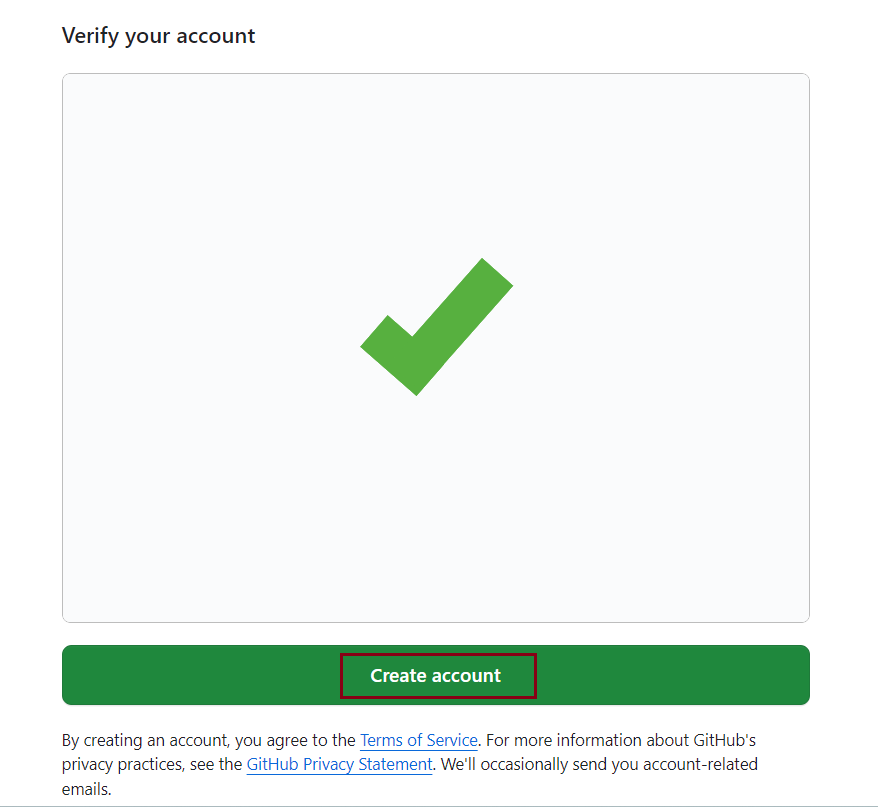 Verify your account
Create account
By creating an account, you agree to the Terms of Service. For more information about GitHub's
privacy practices, see the GitHub Privacy Statement. We'll occasionally send you account-related
emails.